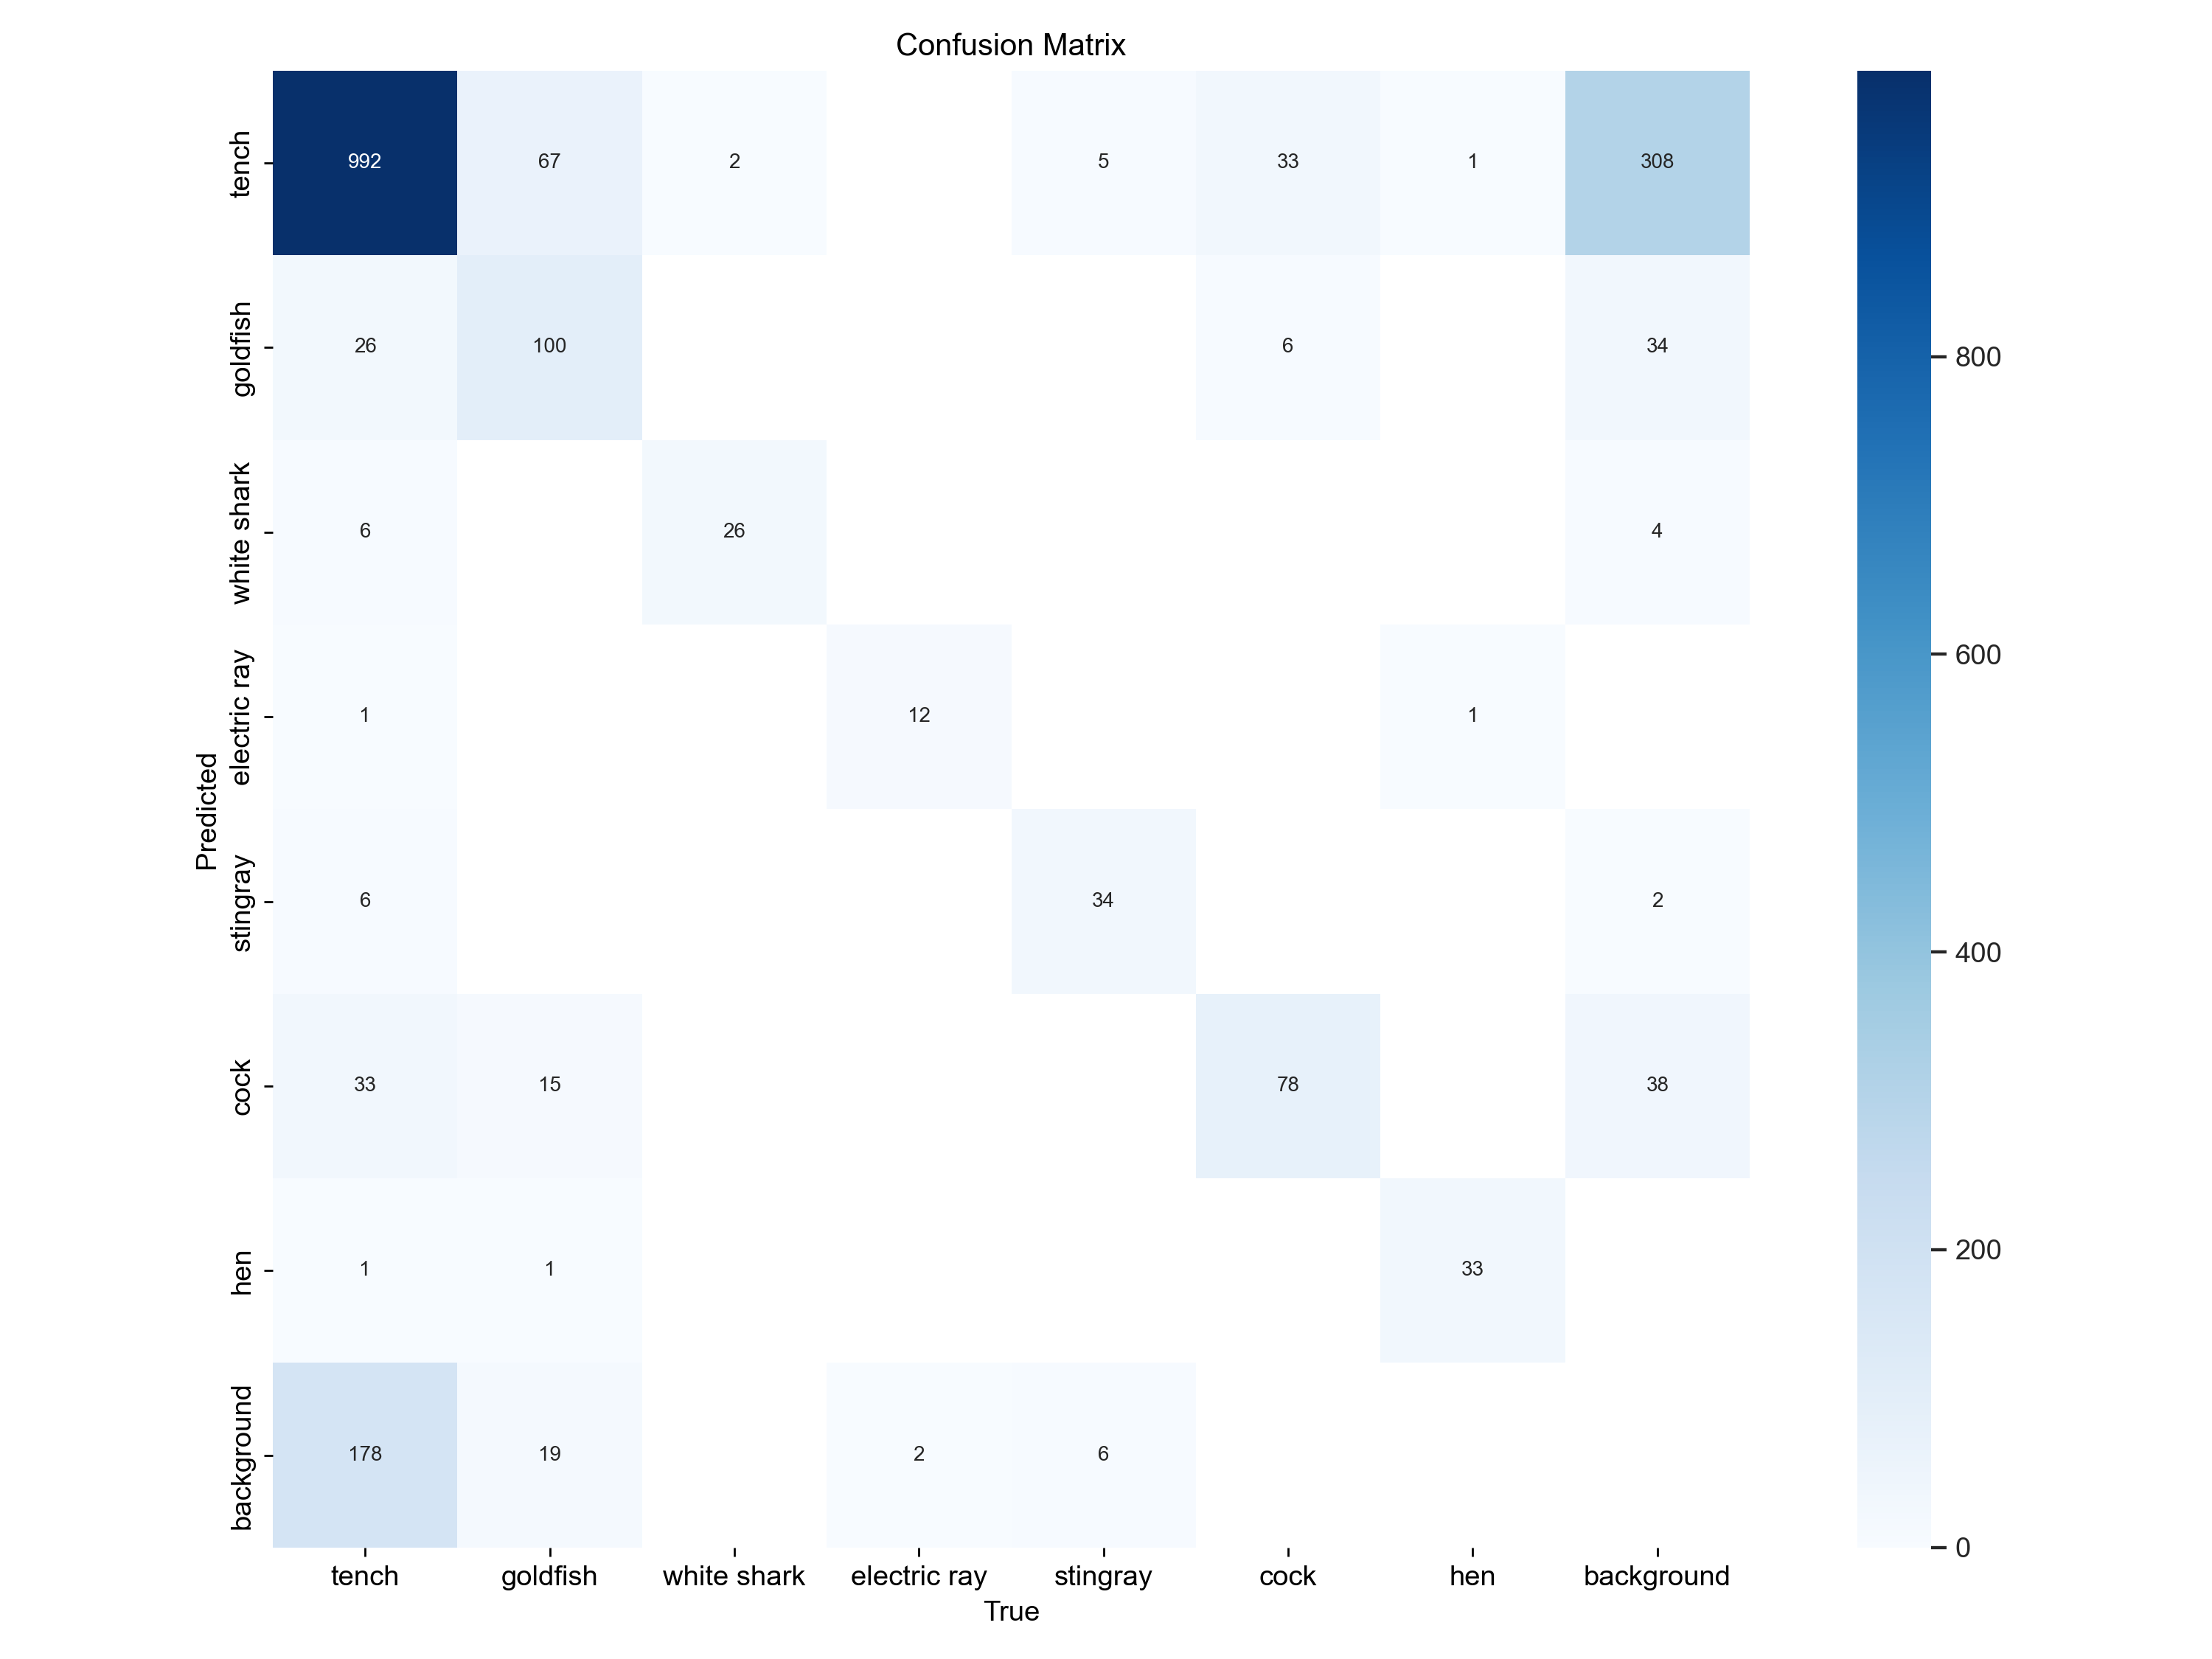 Confusion Matrix
tench 992 67 2 5 33 1 308
goldfish 26 100 6 34
white shark 6 26 4
electric ray 1 12 1
stingray 6 34 2
cock 33 15 78 38
hen 1 1 33
background 178 19 2 6
Predicted
tench goldfish white shark electric ray stingray cock hen background
True
800
600
400
200
0